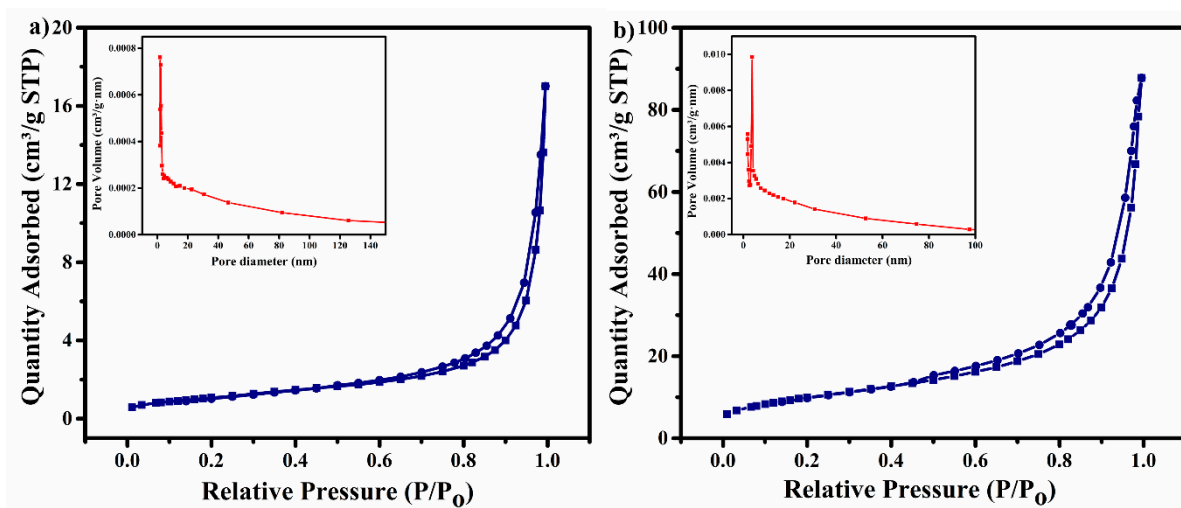 a)
20
16
12
8
4
0
Quantity Adsorbed (cm³/g STP)
0.0 0.2 0.4 0.6 0.8 1.0
Relative Pressure (P/Po)
0.0008
0.0006
0.0004
0.0002
0.0000
Pore Volume (cm³/g·nm)
0 20 40 60 80 100 120 140
Pore diameter (nm)
b)
100
80
60
40
20
0
Quantity Adsorbed (cm³/g STP)
0.0 0.2 0.4 0.6 0.8 1.0
Relative Pressure (P/Po)
0.010
0.008
0.006
0.004
0.002
0.000
Pore Volume (cm³/g·nm)
0 20 40 60 80 100
Pore diameter (nm)